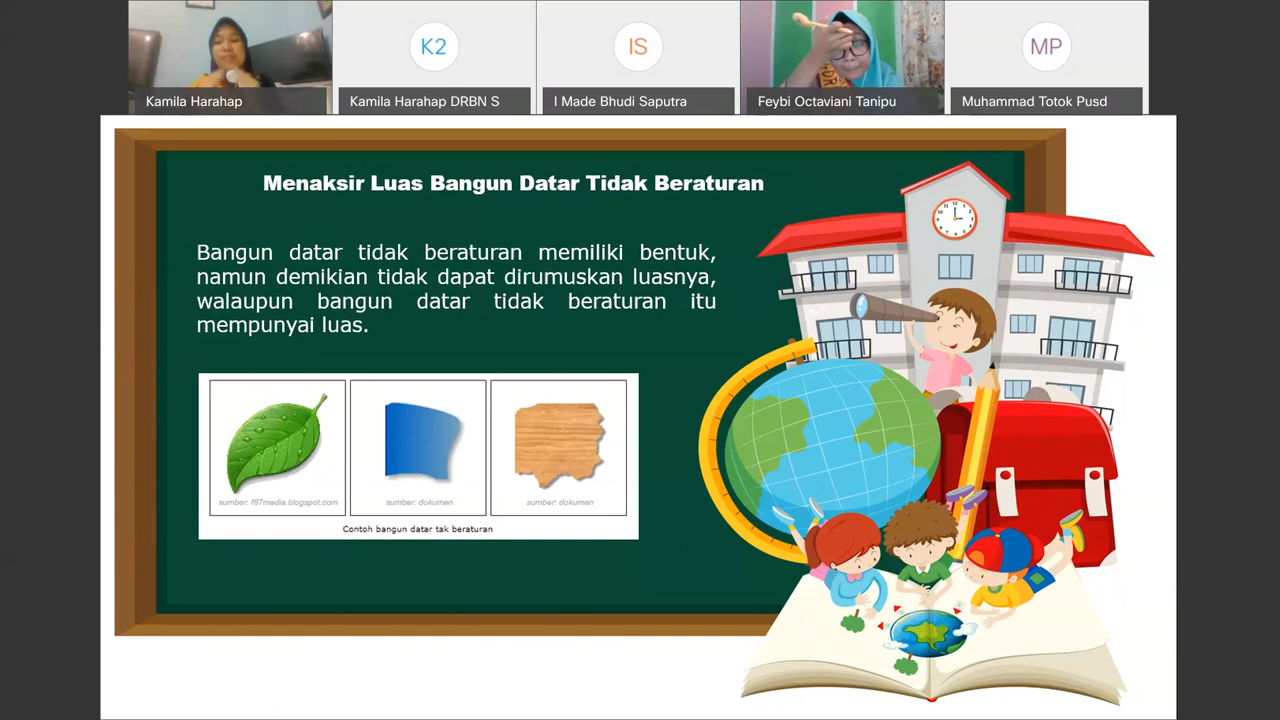 K2
IS
MP
Kamila Harahap
Kamila Harahap DRBN S
I Made Bhudi Saputra
Feybi Octaviani Tanipu
Muhammad Totok Pusd
Menaksir Luas Bangun Datar Tidak Beraturan
Bangun datar tidak beraturan memiliki bentuk,
namun demikian tidak dapat dirumuskan luasnya,
walaupun bangun datar tidak beraturan itu
mempunyai luas.
sumber: f87media.blogspot.com
sumber: dokumen
sumber: dokumen
Contoh bangun datar tak beraturan